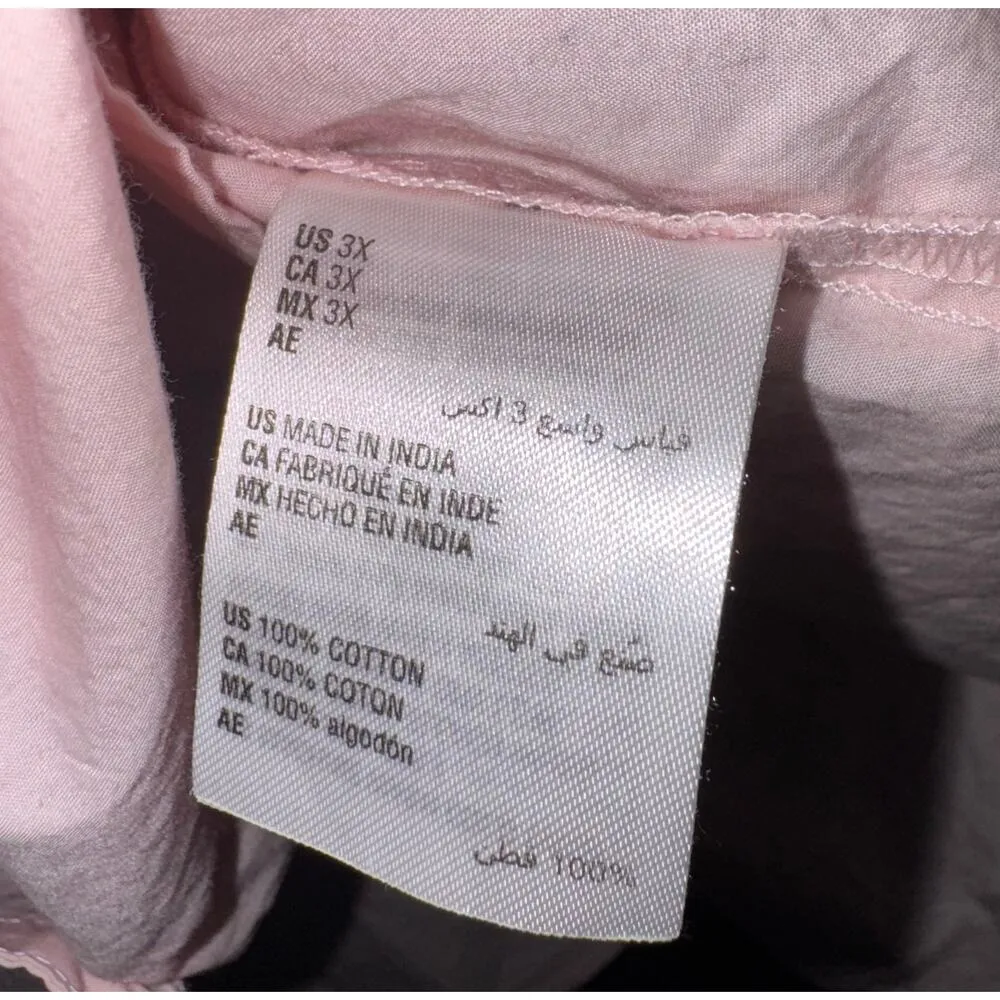 US 3X
CA 3X
MX 3X
AE
قياس واسع 3 اكس
US MADE IN INDIA
CA FABRIQUÉ EN INDE
MX HECHO EN INDIA
AE
صُنع في الهند
US 100% COTTON
CA 100% COTON
MX 100% algodón
AE
100% قطن